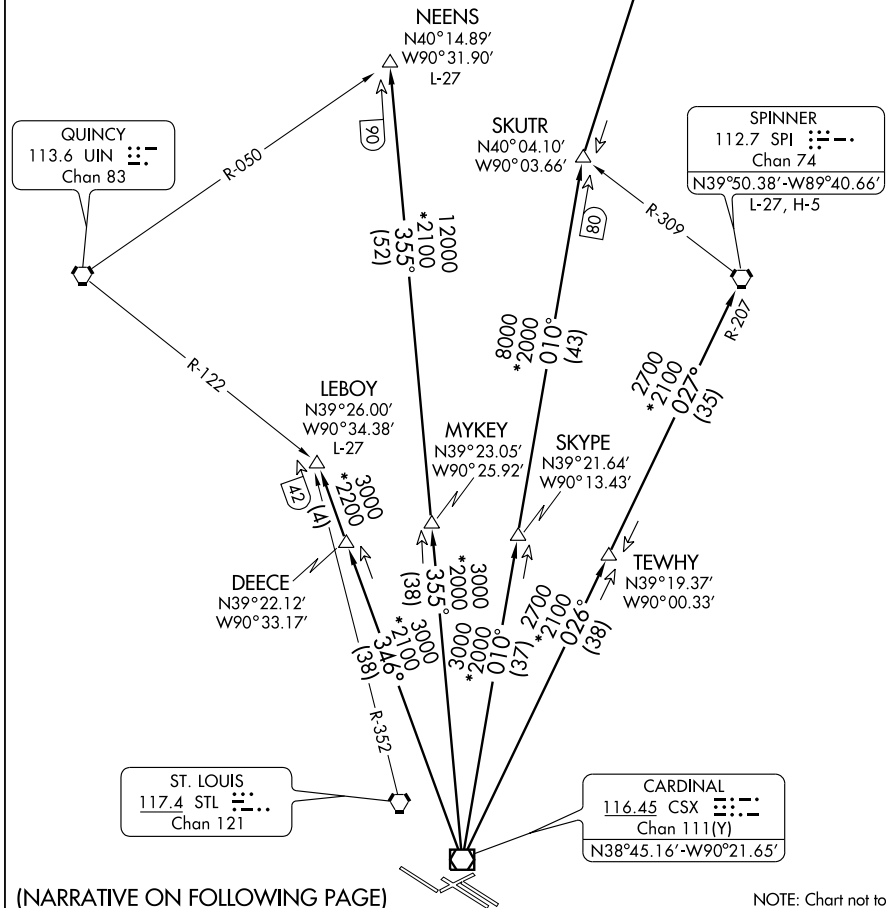 NEENS
N40°14.89'
W90°31.90'
L-27
QUINCY
113.6 UIN
Chan 83
SKUTR
N40°04.10'
W90°03.66'
SPINNER
112.7 SPI
Chan 74
N39°50.38'-W89°40.66'
L-27, H-5
R-050
90
80
R-309
R-207
12000
*2100
355°
(52)
8000
*2000
010°
(43)
2700
*2100
027°
(35)
R-122
LEBOY
N39°26.00'
W90°34.38'
L-27
MYKEY
N39°23.05'
W90°25.92'
SKYPE
N39°21.64'
W90°13.43'
42
3000
*2200
(4)
DEECE
N39°22.12'
W90°33.17'
TEWHY
N39°19.37'
W90°00.33'
3000
*2100
346°
(38)
3000
*2000
355°
(38)
3000
*2000
010°
(37)
2700
*2100
026°
(38)
R-352
ST. LOUIS
117.4 STL
Chan 121
CARDINAL
116.45 CSX
Chan 111(Y)
N38°45.16'-W90°21.65'
(NARRATIVE ON FOLLOWING PAGE)
NOTE: Chart not to